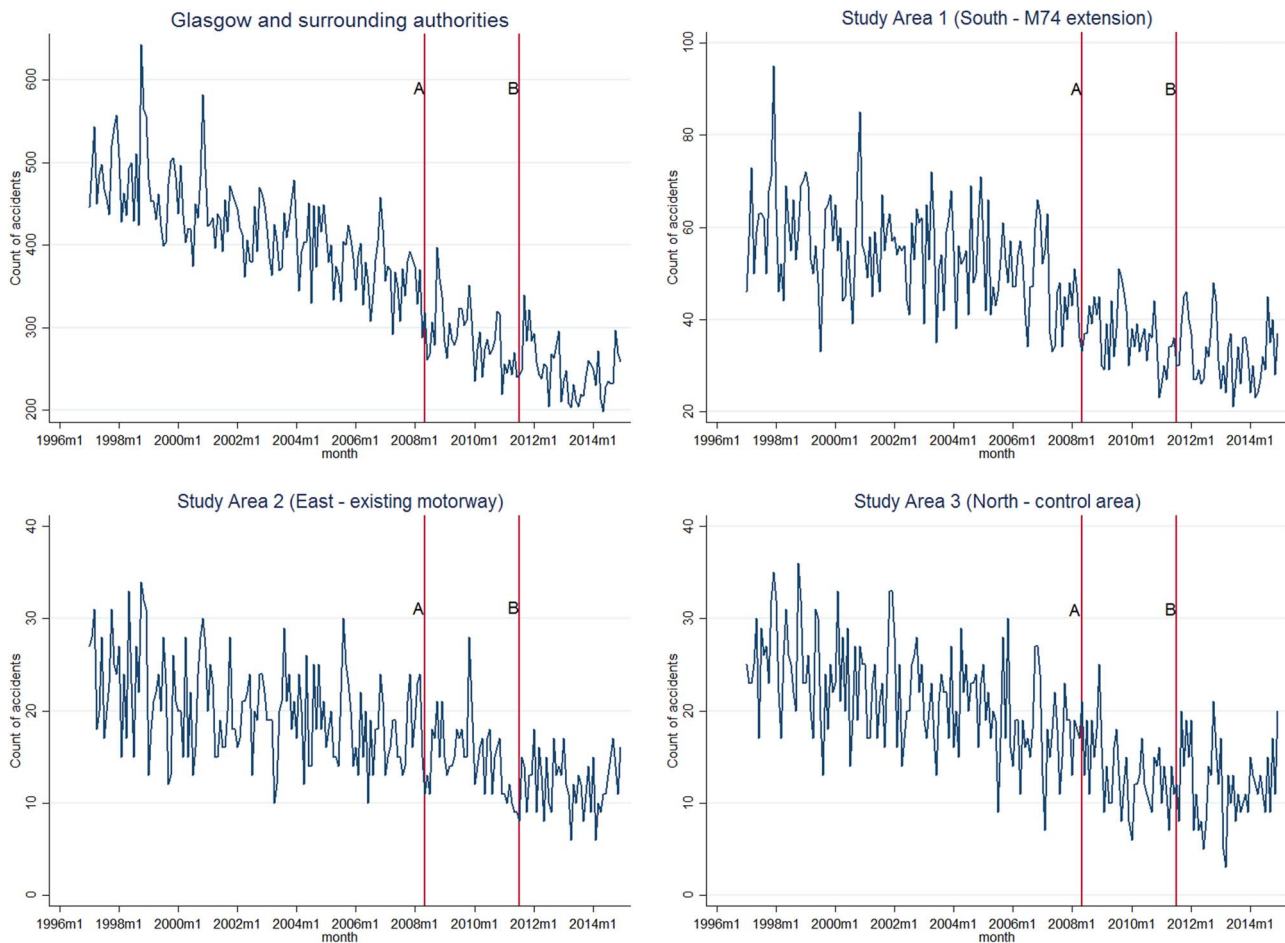 Glasgow and surrounding authorities
Count of accidents
600
500
400
300
200
A
B
1996m1 1998m1 2000m1 2002m1 2004m1 2006m1 2008m1 2010m1 2012m1 2014m1
month
Study Area 1 (South - M74 extension)
Count of accidents
100
80
60
40
20
A
B
1996m1 1998m1 2000m1 2002m1 2004m1 2006m1 2008m1 2010m1 2012m1 2014m1
month
Study Area 2 (East - existing motorway)
Count of accidents
40
30
20
10
0
A
B
1996m1 1998m1 2000m1 2002m1 2004m1 2006m1 2008m1 2010m1 2012m1 2014m1
month
Study Area 3 (North - control area)
Count of accidents
40
30
20
10
0
A
B
1996m1 1998m1 2000m1 2002m1 2004m1 2006m1 2008m1 2010m1 2012m1 2014m1
month